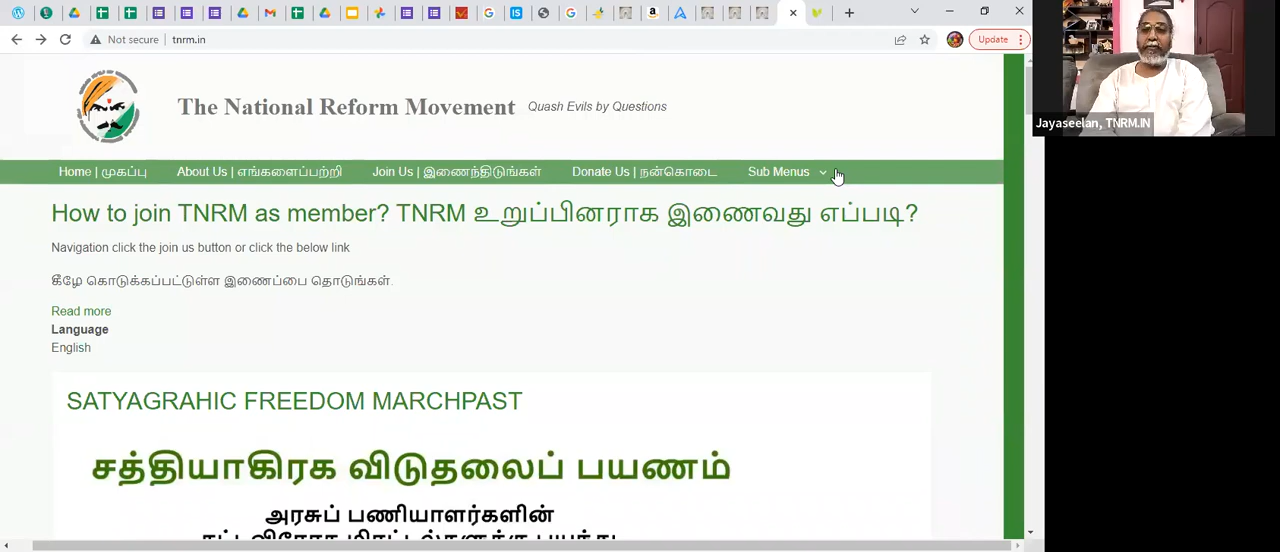 Not secure | tnrm.in
Update
Jayaseelan, TNRM.IN
The National Reform Movement
Quash Evils by Questions
Home | முகப்பு
About Us | எங்களைப்பற்றி
Join Us | இணைந்திடுங்கள்
Donate Us | நன்கொடை
Sub Menus
How to join TNRM as member? TNRM உறுப்பினராக இணைவது எப்படி?
Navigation click the join us button or click the below link
கீழே கொடுக்கப்பட்டுள்ள இணைப்பை தொடுங்கள்.
Read more
Language
English
SATYAGRAHIC FREEDOM MARCHPAST
சத்தியாகிரக விடுதலைப் பயணம்
அரசுப் பணியாளர்களின்